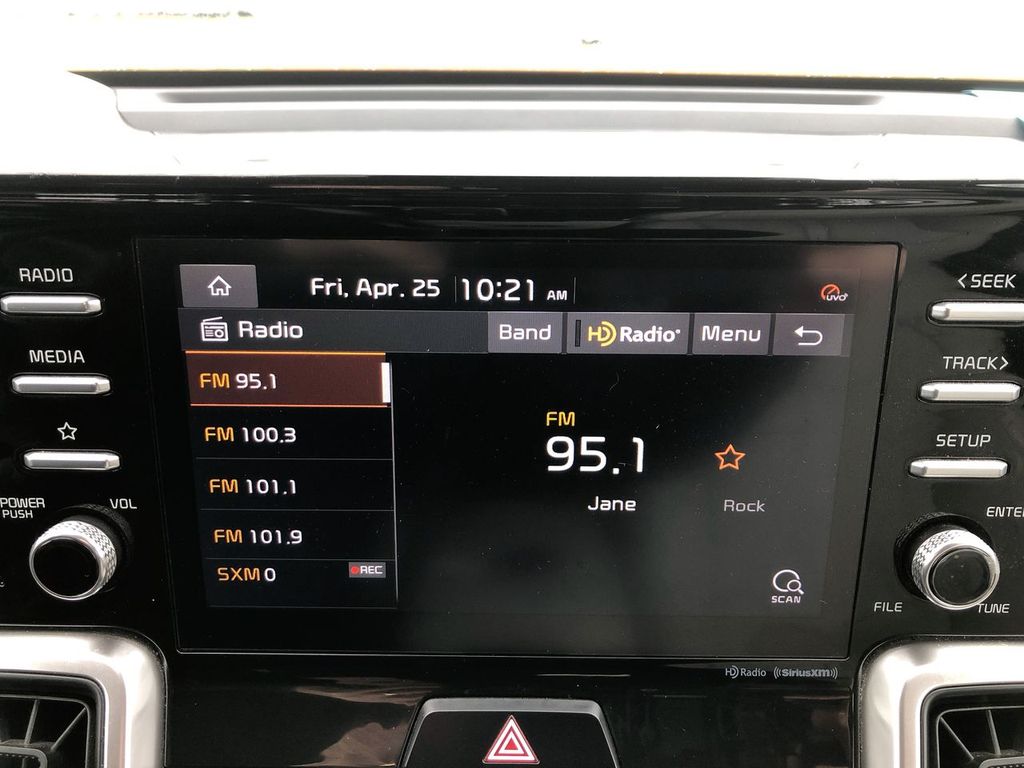 RADIO
MEDIA
POWER
PUSH
VOL
Fri, Apr. 25 10:21 AM
UVO
Radio
Band
HD Radio
Menu
FM 95.1
FM 100.3
FM 101.1
FM 101.9
SXM 0
REC
FM
95.1
Jane
Rock
SCAN
< SEEK
TRACK >
SETUP
ENTE
FILE
TUNE
HD Radio ((SiriusXM))